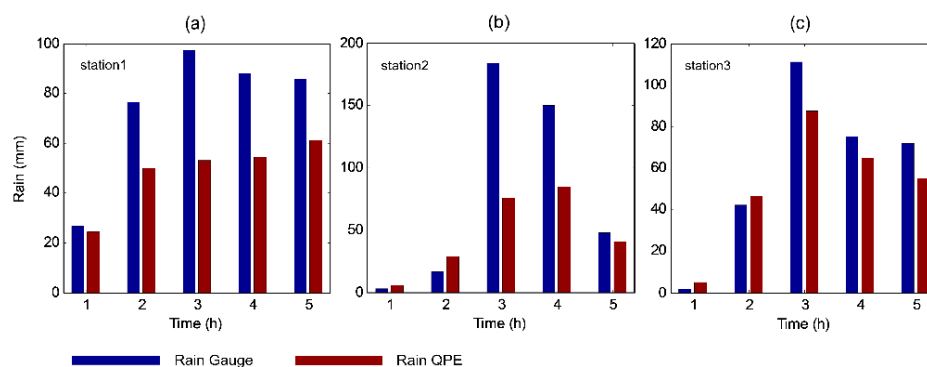 (a)
(b)
(c)
100
80
60
40
20
0
Rain (mm)
station1
1 2 3 4 5
Time (h)
200
150
100
50
0
station2
1 2 3 4 5
Time (h)
120
100
80
60
40
20
0
station3
1 2 3 4 5
Time (h)
Rain Gauge
Rain QPE